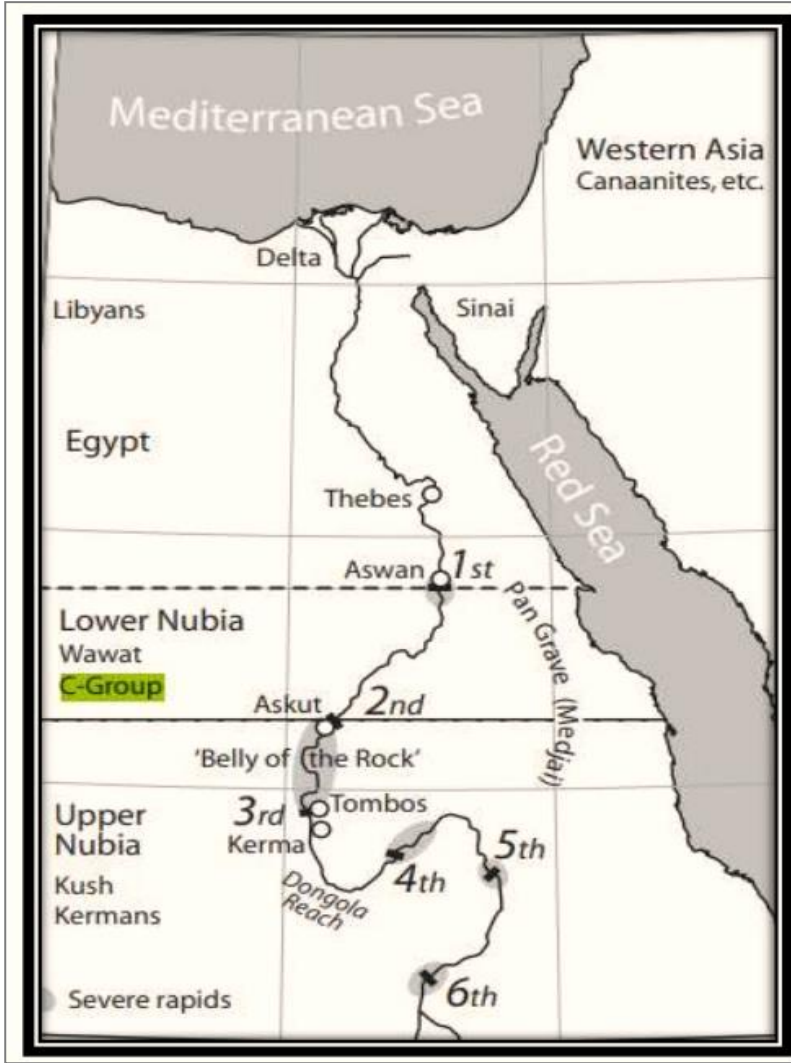 Mediterranean Sea
Western Asia
Canaanites, etc.
Delta
Libyans
Sinai
Egypt
Red Sea
Thebes
Aswan 1st
Pan Grave (Medjai)
Lower Nubia
Wawat
C-Group
Askut 2nd
'Belly of the Rock'
Upper
Nubia
3rd Tombos
Kerma
5th
4th
Kush
Kermans
Dongola
Reach
Severe rapids
6th